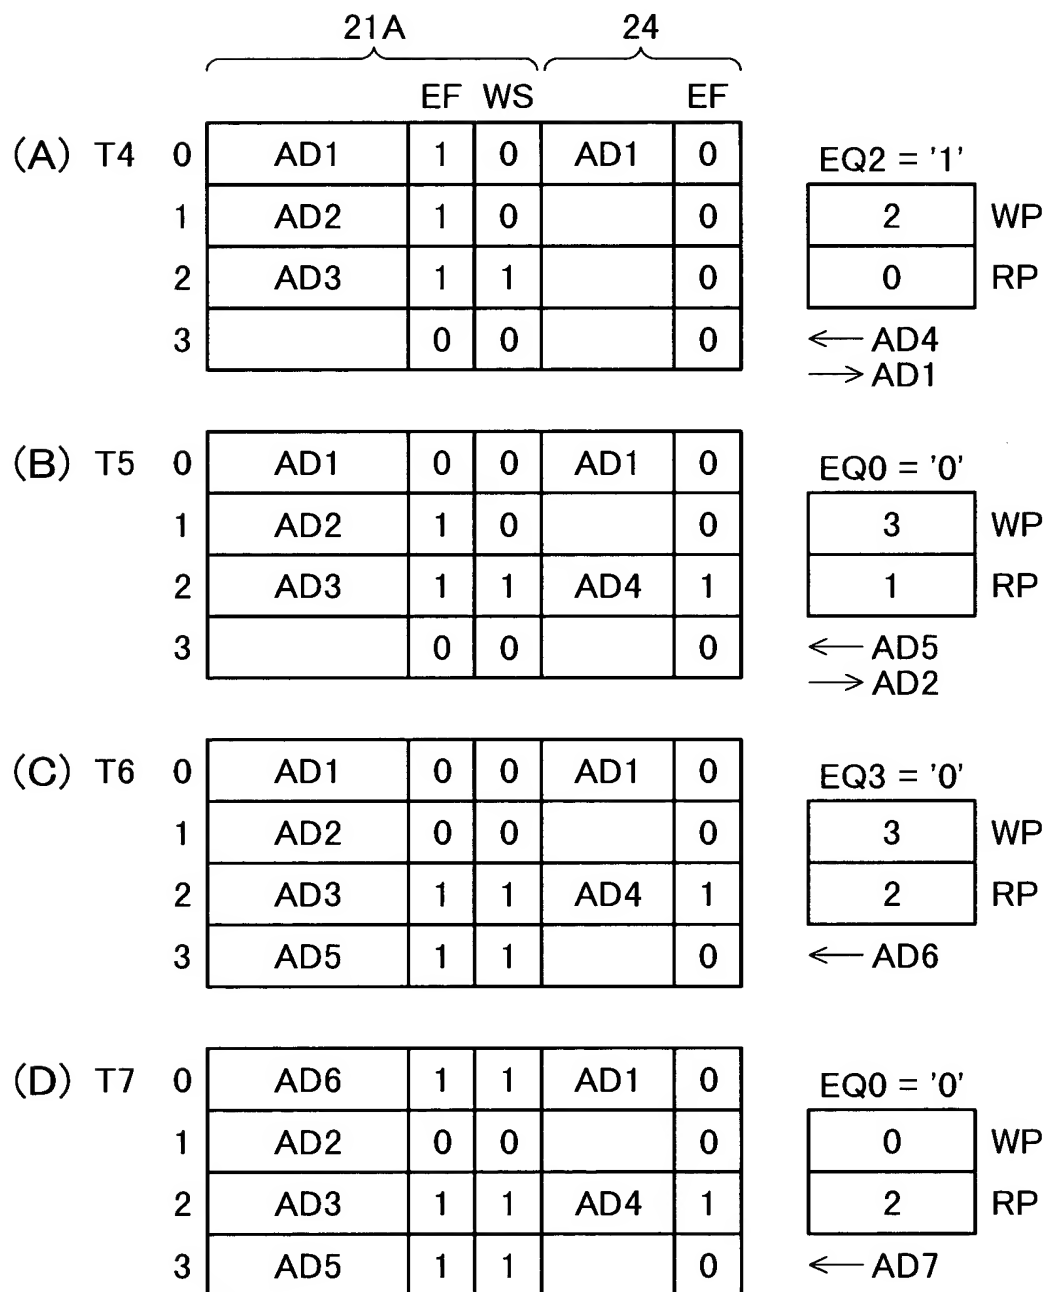 21A 24
EF WS EF
(A) T4 0 AD1 1 0 AD1 0 EQ2 = '1'
1 AD2 1 0 0 2 WP
2 AD3 1 1 0 0 RP
3 0 0 0 ← AD4
→ AD1
(B) T5 0 AD1 0 0 AD1 0 EQ0 = '0'
1 AD2 1 0 0 3 WP
2 AD3 1 1 AD4 1 1 RP
3 0 0 0 ← AD5
→ AD2
(C) T6 0 AD1 0 0 AD1 0 EQ3 = '0'
1 AD2 0 0 0 3 WP
2 AD3 1 1 AD4 1 2 RP
3 AD5 1 1 0 ← AD6
(D) T7 0 AD6 1 1 AD1 0 EQ0 = '0'
1 AD2 0 0 0 0 WP
2 AD3 1 1 AD4 1 2 RP
3 AD5 1 1 0 ← AD7